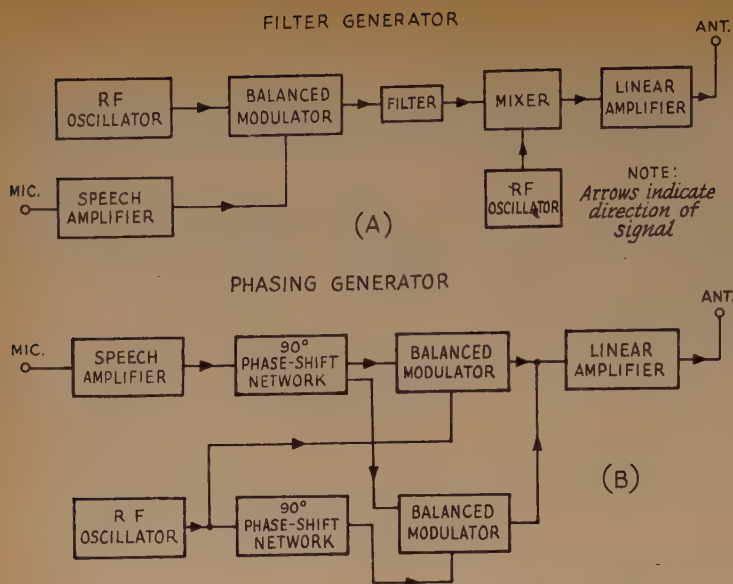 FILTER GENERATOR
ANT.
RF
OSCILLATOR
BALANCED
MODULATOR
FILTER
MIXER
LINEAR
AMPLIFIER
MIC.
SPEECH
AMPLIFIER
RF
OSCILLATOR
NOTE:
Arrows indicate
direction of
signal
(A)
PHASING GENERATOR
ANT.
MIC.
SPEECH
AMPLIFIER
90°
PHASE-SHIFT
NETWORK
BALANCED
MODULATOR
LINEAR
AMPLIFIER
RF
OSCILLATOR
90°
PHASE-SHIFT
NETWORK
BALANCED
MODULATOR
(B)